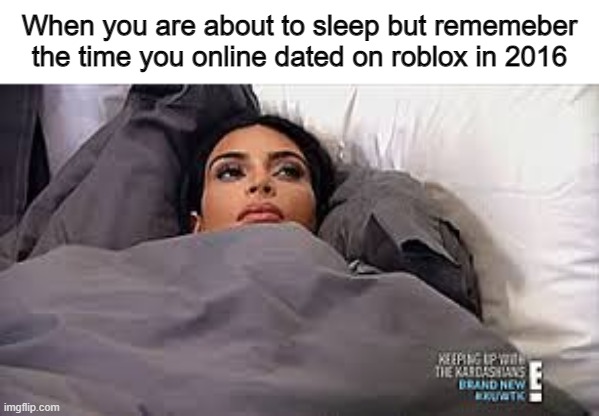 When you are about to sleep but rememeber
the time you online dated on roblox in 2016
KEEPING UP WITH
THE KARDASHIANS
BRAND NEW
#KUWTK
E!
imgflip.com